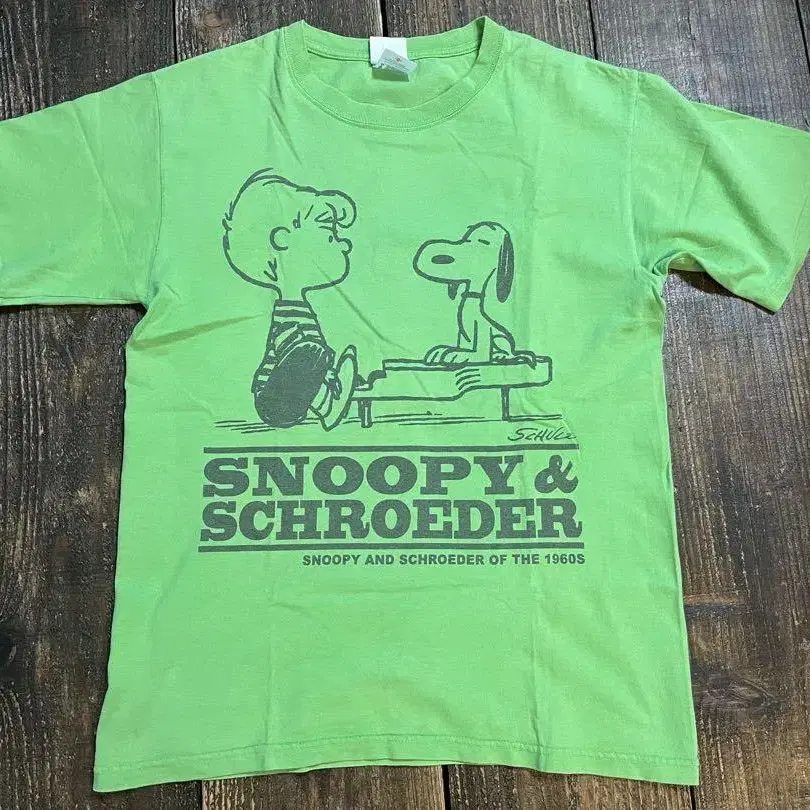 SCHULZ
SNOOPY &
SCHROEDER
SNOOPY AND SCHROEDER OF THE 1960S